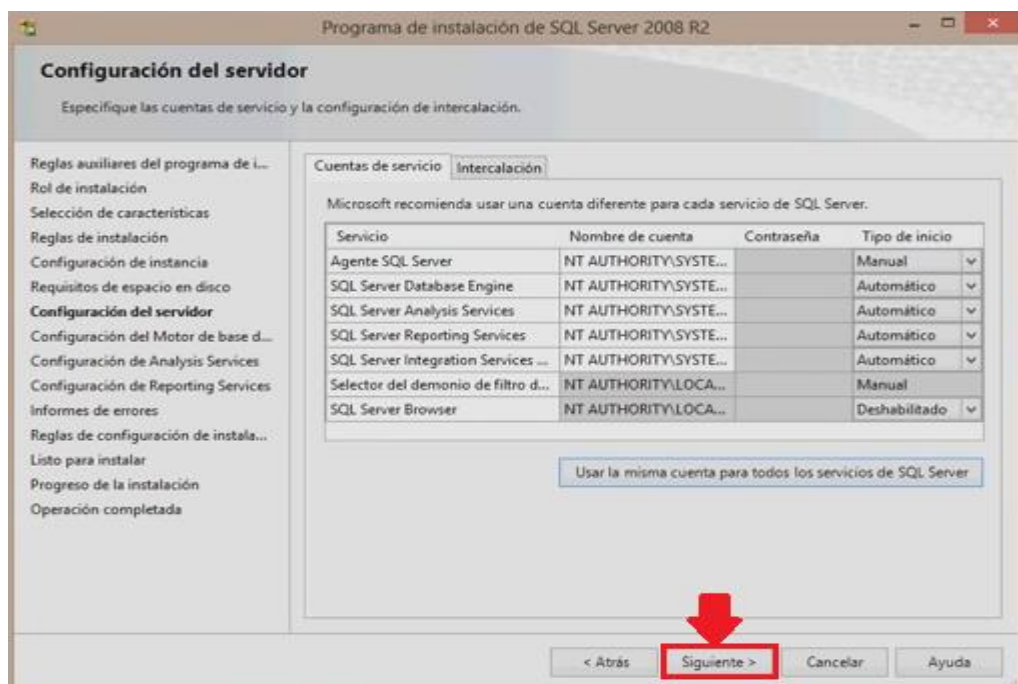 Programa de instalación de SQL Server 2008 R2
Configuración del servidor
Especifique las cuentas de servicio y la configuración de intercalación.
Reglas auxiliares del programa de i...
Rol de instalación
Selección de características
Reglas de instalación
Configuración de instancia
Requisitos de espacio en disco
Configuración del servidor
Configuración del Motor de base d...
Configuración de Analysis Services
Configuración de Reporting Services
Informes de errores
Reglas de configuración de instala...
Listo para instalar
Progreso de la instalación
Operación completada
Cuentas de servicio Intercalación
Microsoft recomienda usar una cuenta diferente para cada servicio de SQL Server.
Servicio Nombre de cuenta Contraseña Tipo de inicio
Agente SQL Server NT AUTHORITY\SYSTE... Manual
SQL Server Database Engine NT AUTHORITY\SYSTE... Automático
SQL Server Analysis Services NT AUTHORITY\SYSTE... Automático
SQL Server Reporting Services NT AUTHORITY\SYSTE... Automático
SQL Server Integration Services ... NT AUTHORITY\SYSTE... Automático
Selector del demonio de filtro d... NT AUTHORITY\LOCA... Manual
SQL Server Browser NT AUTHORITY\LOCA... Deshabilitado
Usar la misma cuenta para todos los servicios de SQL Server
< Atrás Siguiente > Cancelar Ayuda